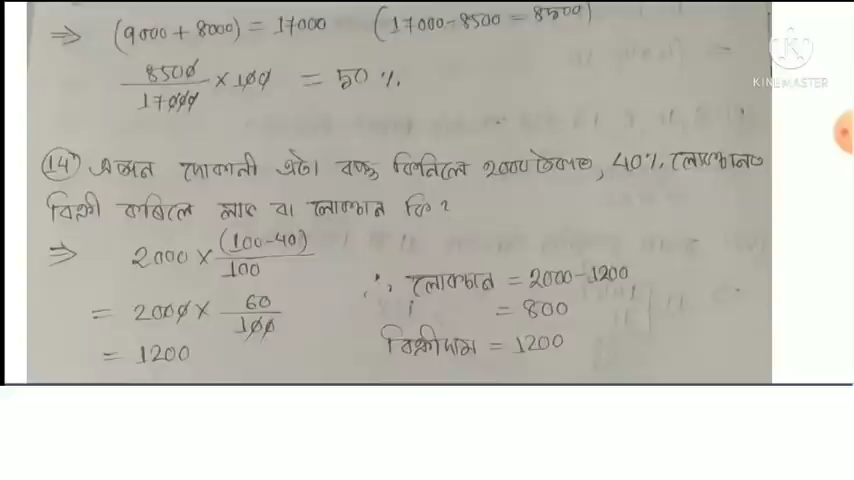 ⇒ (9000 + 8000) = 17000 (17000 - 8500 = 8500)
8500/17000 × 100 = 50 %
KINEMASTER
(14) এজন দোকানী এটা বস্তু কিনিলে 2000 টকাত, 40% লোকচানত
বিক্ৰী কৰিলে লাভ বা লোকচান কি?
⇒ 2000 × (100-40)/100
= 2000 × 60/100
= 1200
∴ লোকচান = 2000 - 1200
= 800
বিক্ৰীদাম = 1200